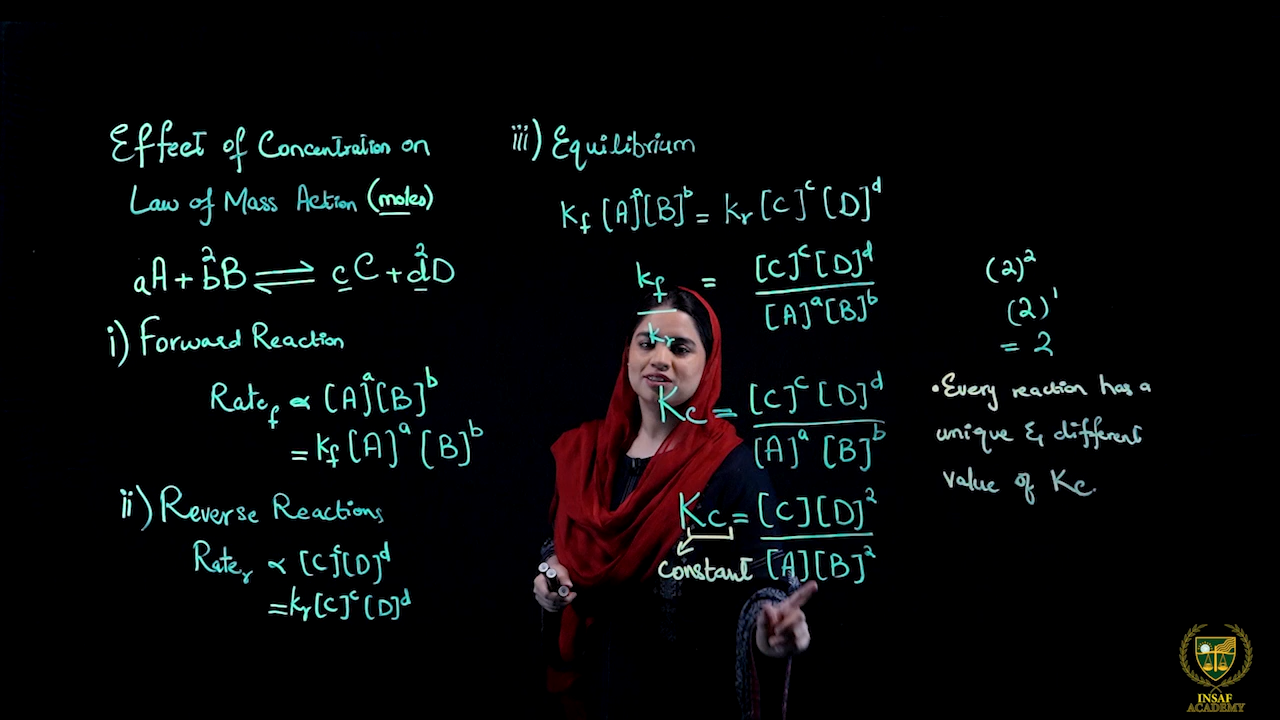 Effect of Concentration on
Law of Mass Action (moles)
aA + b²B ⇌ cC + d²D
i) Forward Reaction
Rate_f ∝ [A]^a [B]^b
= k_f [A]^a [B]^b
ii) Reverse Reactions
Rate_r ∝ [C]^c [D]^d
= k_r [C]^c [D]^d
iii) Equilibrium
k_f [A]^a [B]^b = k_r [C]^c [D]^d
k_f / k_r = [C]^c [D]^d / [A]^a [B]^b
Kc = [C]^c [D]^d / [A]^a [B]^b
Kc = [C][D]² / [A][B]²
constant
(2)²
(2)¹
= 2
• Every reaction has a
unique & different
value of Kc.
INSAF
ACADEMY